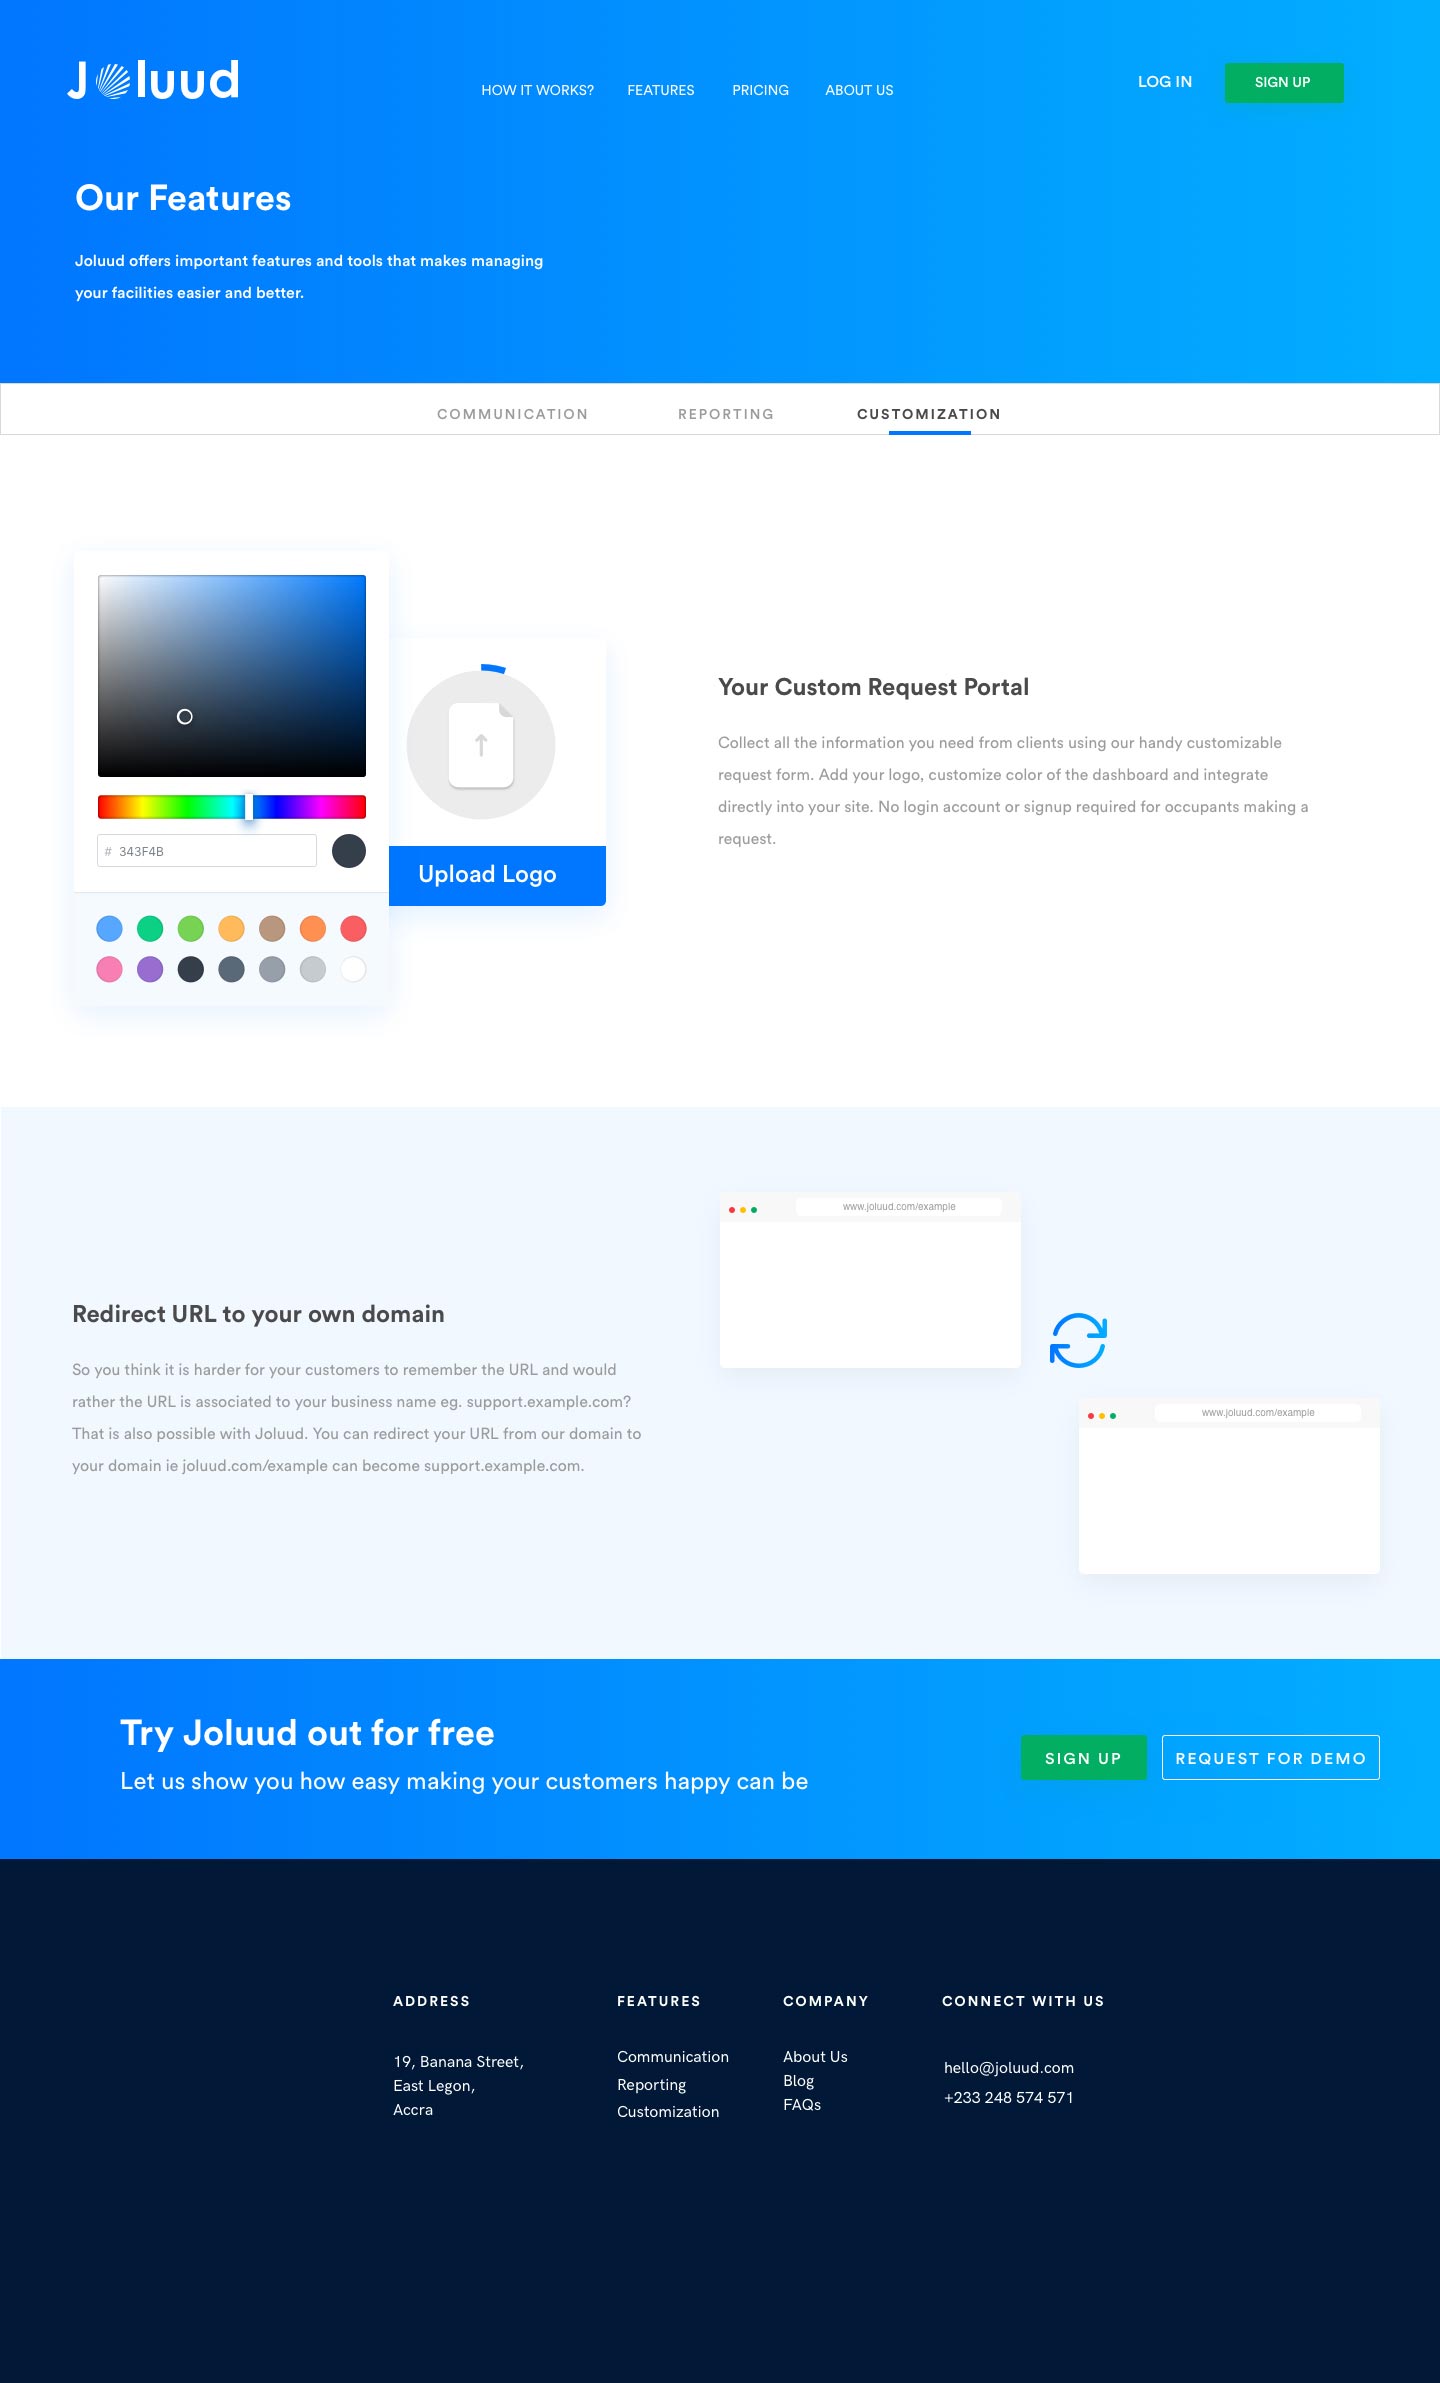 Joluud
HOW IT WORKS?
FEATURES
PRICING
ABOUT US
LOG IN
SIGN UP
Our Features
Joluud offers important features and tools that makes managing
your facilities easier and better.
COMMUNICATION
REPORTING
CUSTOMIZATION
# 343F4B
Upload Logo
Your Custom Request Portal
Collect all the information you need from clients using our handy customizable
request form. Add your logo, customize color of the dashboard and integrate
directly into your site. No login account or signup required for occupants making a
request.
www.joluud.com/example
Redirect URL to your own domain
So you think it is harder for your customers to remember the URL and would
rather the URL is associated to your business name eg. support.example.com?
That is also possible with Joluud. You can redirect your URL from our domain to
your domain ie joluud.com/example can become support.example.com.
www.joluud.com/example
Try Joluud out for free
Let us show you how easy making your customers happy can be
SIGN UP
REQUEST FOR DEMO
ADDRESS
19, Banana Street,
East Legon,
Accra
FEATURES
Communication
Reporting
Customization
COMPANY
About Us
Blog
FAQs
CONNECT WITH US
hello@joluud.com
+233 248 574 571